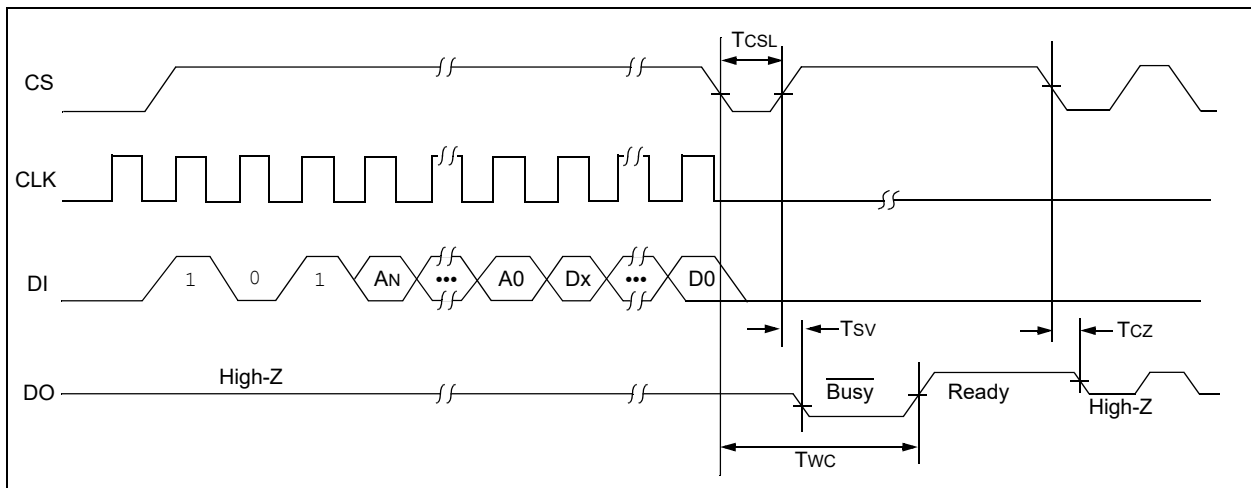 TCSL
CS
CLK
DI
1 0 1 AN ••• A0 Dx ••• D0
TSV
TCZ
DO
High-Z
Busy
Ready
High-Z
TWC